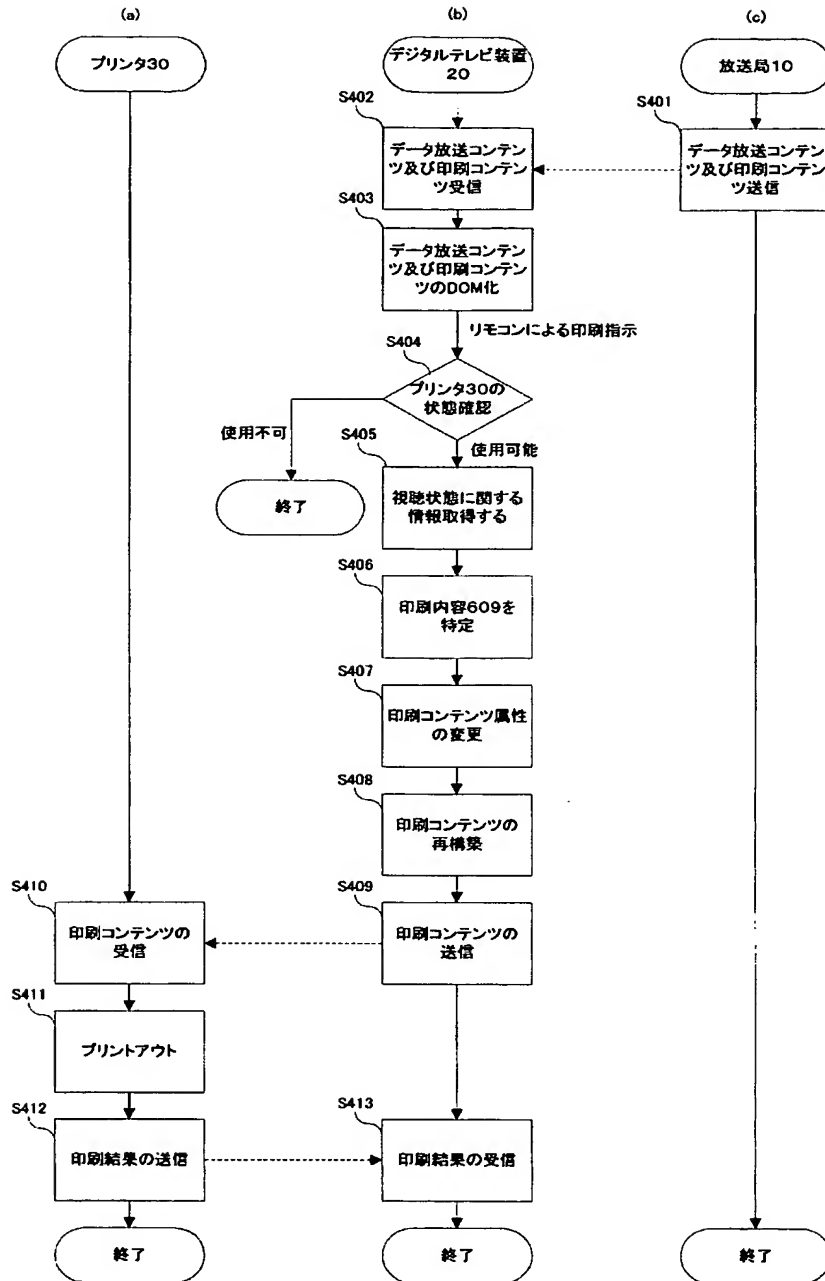 (a)
(b)
(c)
プリンタ30
デジタルテレビ装置
20
放送局10
S402
S401
データ放送コンテン
ツ及び印刷コンテン
ツ受信
データ放送コンテン
ツ及び印刷コンテン
ツ送信
S403
データ放送コンテン
ツ及び印刷コンテン
ツのDOM化
リモコンによる印刷指示
S404
プリンタ30の
状態確認
使用不可
使用可能
終了
S405
視聴状態に関する
情報取得する
S406
印刷内容609を
特定
S407
印刷コンテンツ属性
の変更
S408
印刷コンテンツの
再構築
S410
S409
印刷コンテンツの
受信
印刷コンテンツの
送信
S411
プリントアウト
S412
S413
印刷結果の送信
印刷結果の受信
終了
終了
終了